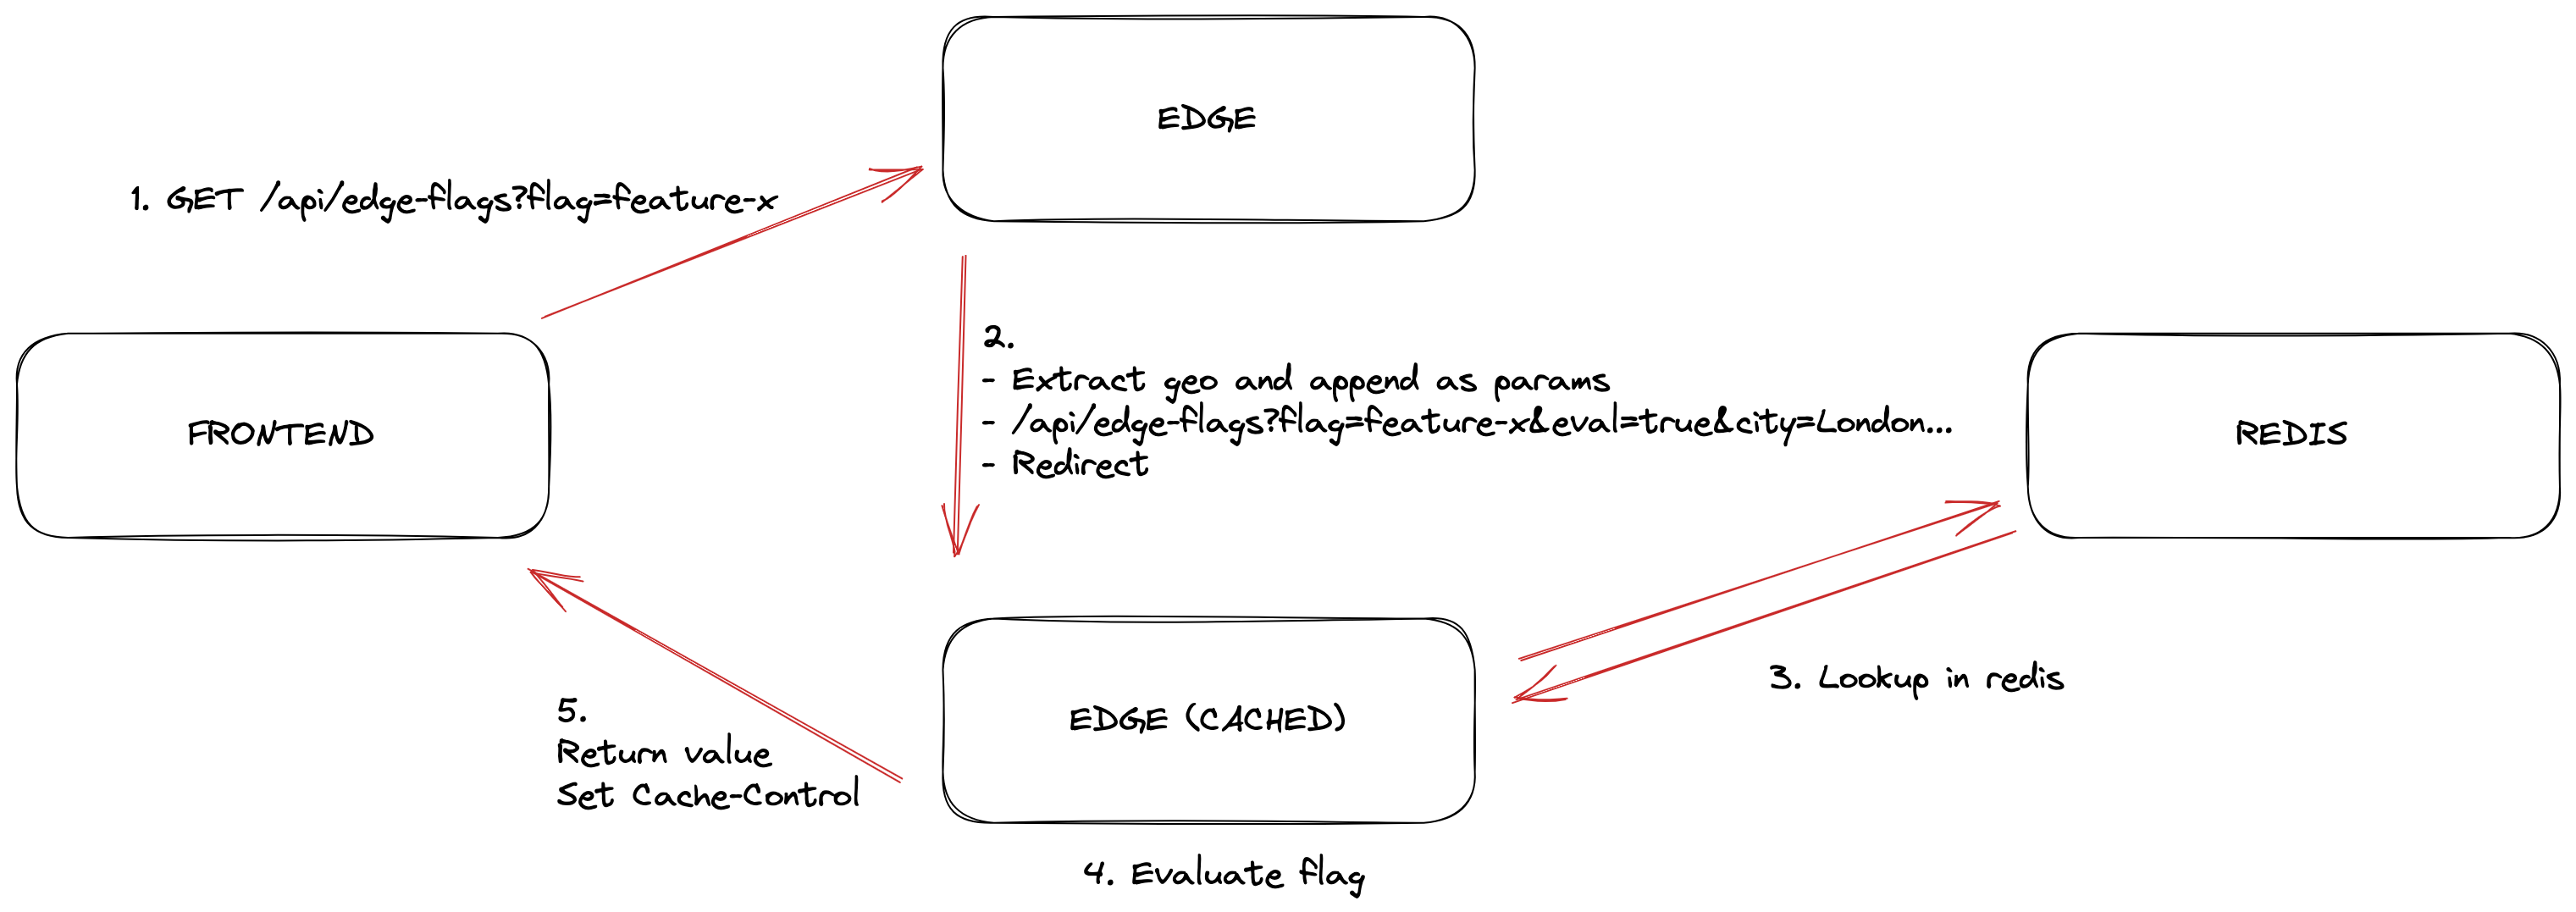 EDGE
1. GET /api/edge-flags?flag=feature-x
2.
- Extract geo and append as params
- /api/edge-flags?flag=feature-x&eval=true&city=London...
- Redirect
FRONTEND
REDIS
3. Lookup in redis
EDGE (CACHED)
5.
Return value
Set Cache-Control
4. Evaluate flag